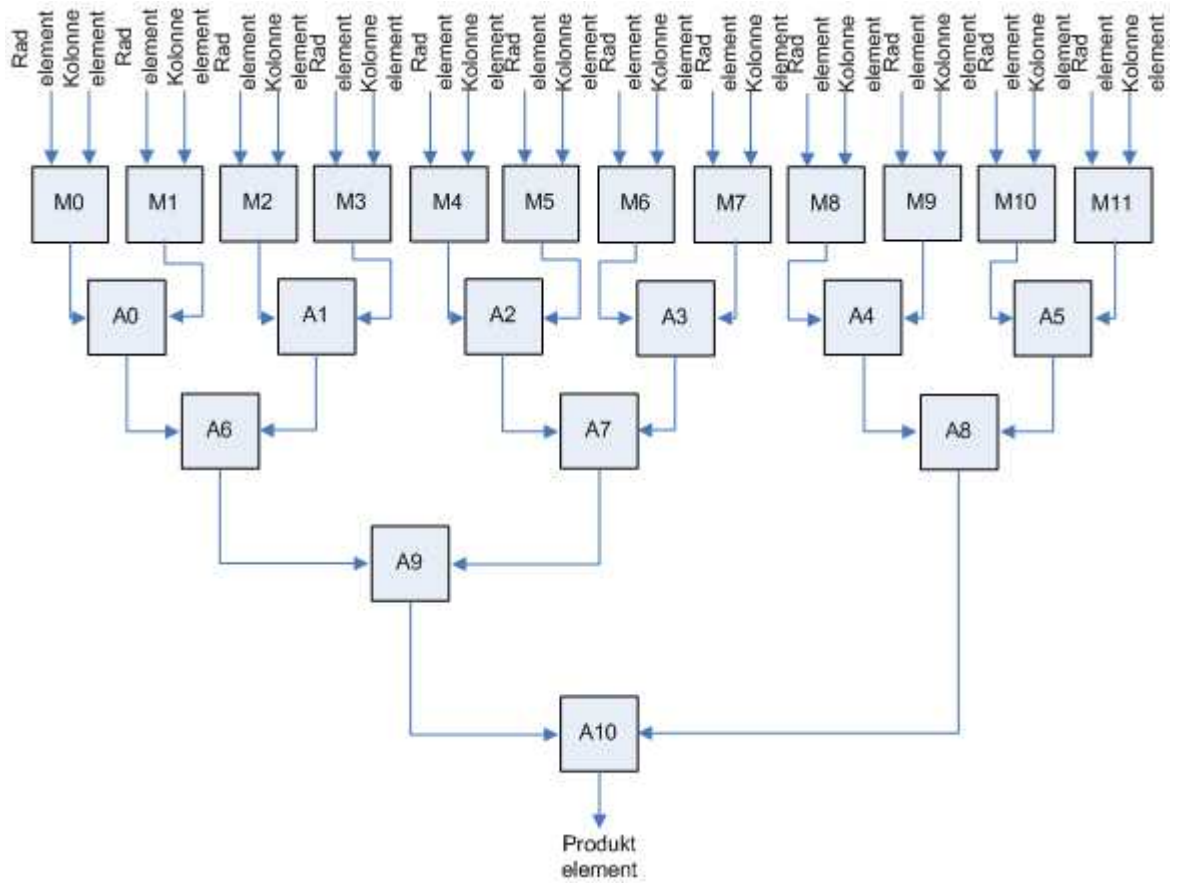 Rad
element
Kolonne
element
Rad
element
Kolonne
element
Rad
element
Kolonne
element
Rad
element
Kolonne
element
Rad
element
Kolonne
element
Rad
element
Kolonne
element
Rad
element
Kolonne
element
Rad
element
Kolonne
element
Rad
element
Kolonne
element
Rad
element
Kolonne
element
Rad
element
Kolonne
element
Rad
element
Kolonne
element
M0 M1 M2 M3 M4 M5 M6 M7 M8 M9 M10 M11
A0 A1 A2 A3 A4 A5
A6 A7 A8
A9
A10
Produkt
element